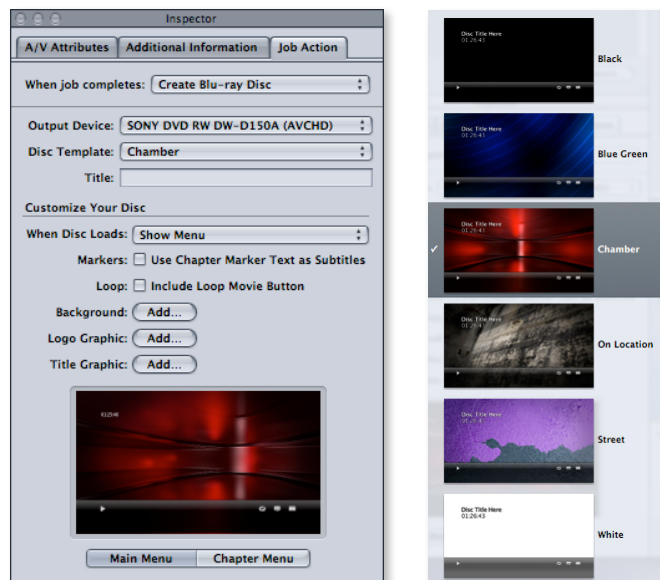 Inspector
A/V Attributes
Additional Information
Job Action
When job completes: Create Blu-ray Disc
Output Device: SONY DVD RW DW-D150A (AVCHD)
Disc Template: Chamber
Title:
Customize Your Disc
When Disc Loads: Show Menu
Markers: Use Chapter Marker Text as Subtitles
Loop: Include Loop Movie Button
Background: Add...
Logo Graphic: Add...
Title Graphic: Add...
Main Menu
Chapter Menu
Disc Title Here
01:26:43
Black
Disc Title Here
01:26:43
Blue Green
Disc Title Here
01:26:43
Chamber
Disc Title Here
01:26:43
On Location
Disc Title Here
Street
Disc Title Here
01:26:43
White